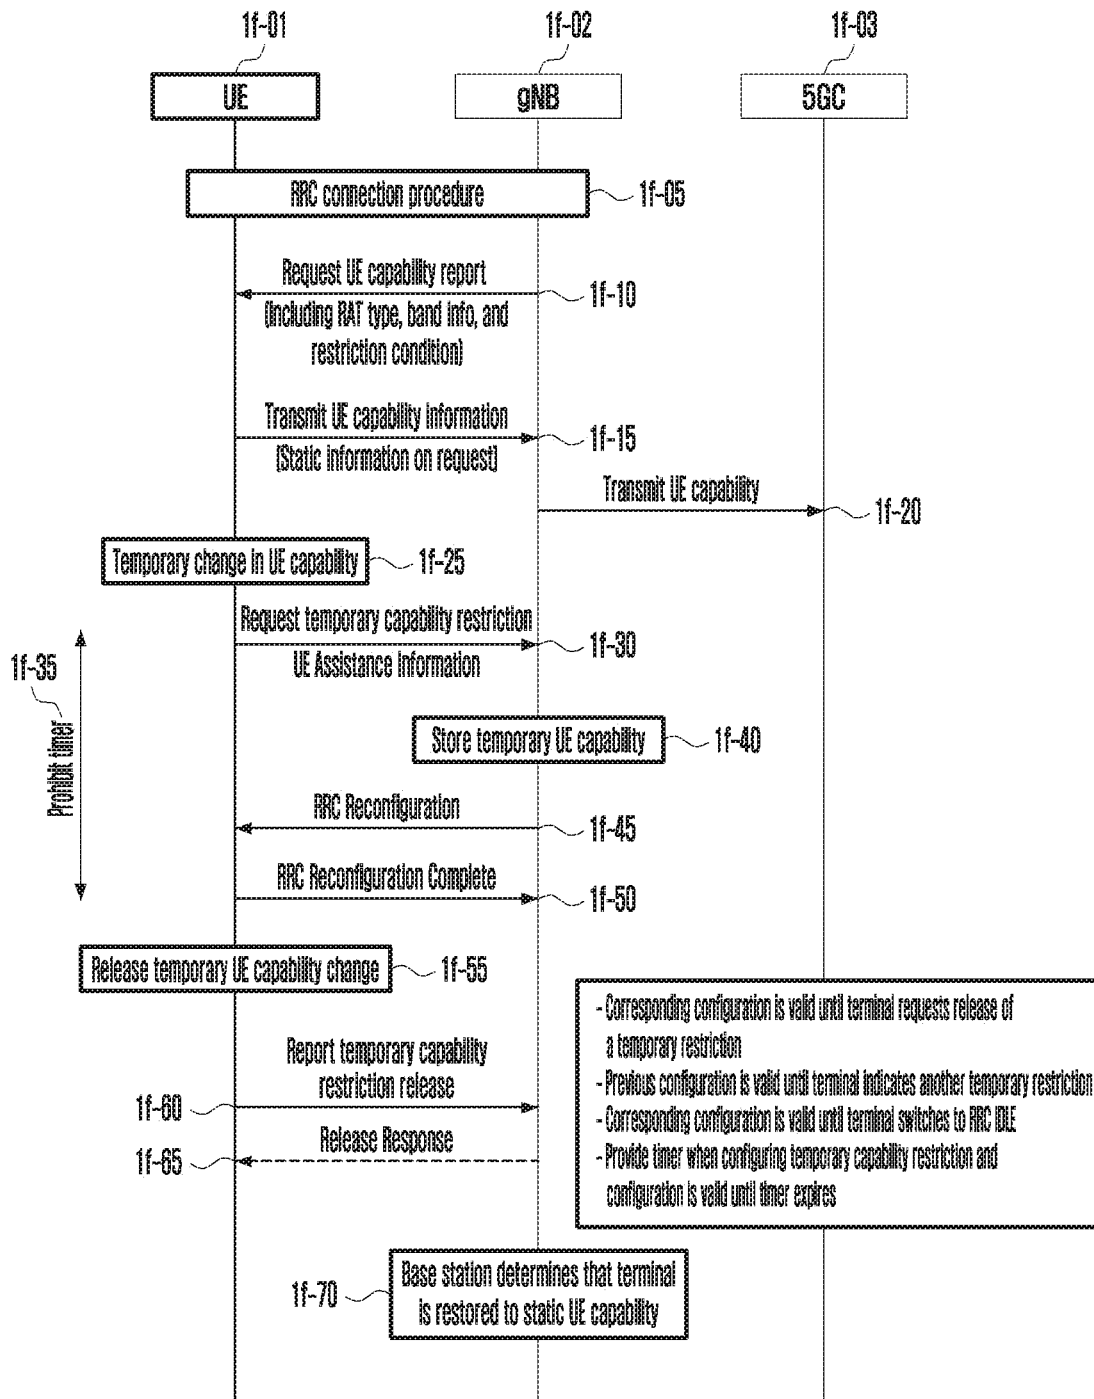 1f-01
1f-02
1f-03
UE
gNB
5GC
RRC connection procedure
1f-05
Request UE capability report
1f-10
(Including RAT type, band info, and
restriction condition)
Transmit UE capability information
1f-15
(Static information on request)
Transmit UE capability
1f-20
Temporary change in UE capability
1f-25
Request temporary capability restriction
1f-30
UE Assistance Information
1f-35
Prohibit timer
Store temporary UE capability
1f-40
RRC Reconfiguration
1f-45
RRC Reconfiguration Complete
1f-50
Release temporary UE capability change
1f-55
- Corresponding configuration is valid until terminal requests release of
a temporary restriction
- Previous configuration is valid until terminal indicates another temporary restriction
- Corresponding configuration is valid until terminal switches to RRC IDLE
- Provide timer when configuring temporary capability restriction and
configuration is valid until timer expires
Report temporary capability
restriction release
1f-60
Release Response
1f-65
Base station determines that terminal
is restored to static UE capability
1f-70